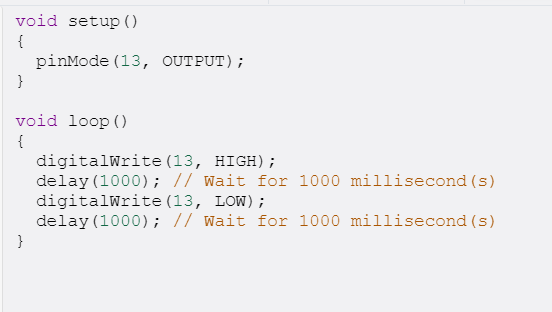 void setup()
{
  pinMode(13, OUTPUT);
}

void loop()
{
  digitalWrite(13, HIGH);
  delay(1000); // Wait for 1000 millisecond(s)
  digitalWrite(13, LOW);
  delay(1000); // Wait for 1000 millisecond(s)
}